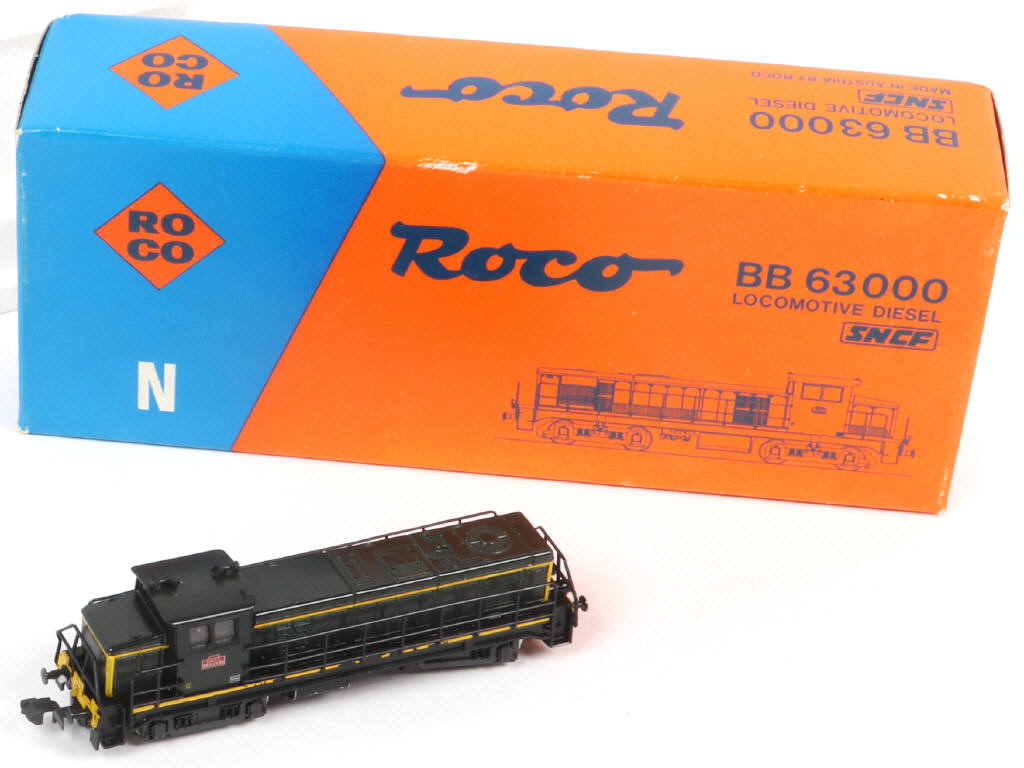 RO
CO
Roco
MADE IN AUSTRIA BY ROCO
SNCF
LOCOMOTIVE DIESEL
BB 63000
RO
CO
Roco
BB 63000
LOCOMOTIVE DIESEL
SNCF
N